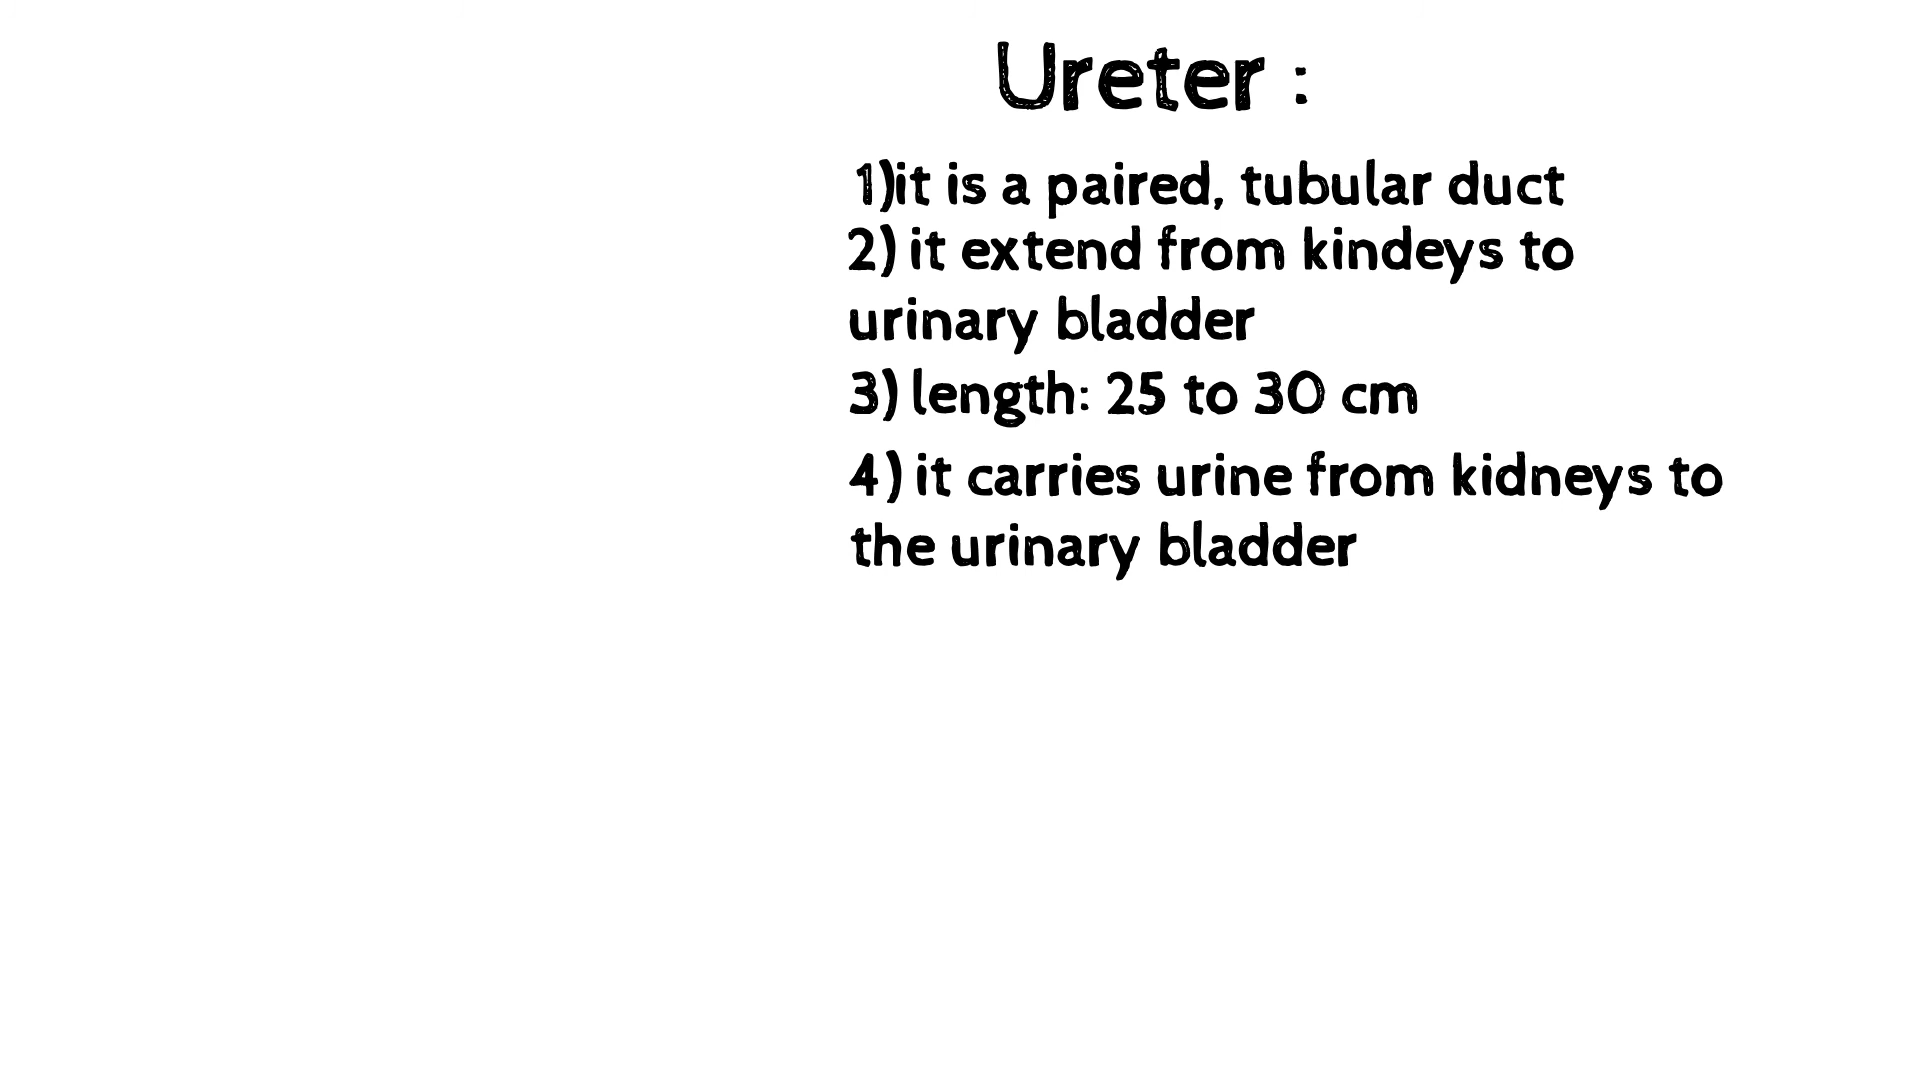 Ureter :
1)it is a paired, tubular duct
2) it extend from kindeys to
urinary bladder
3) length: 25 to 30 cm
4) it carries urine from kidneys to
the urinary bladder